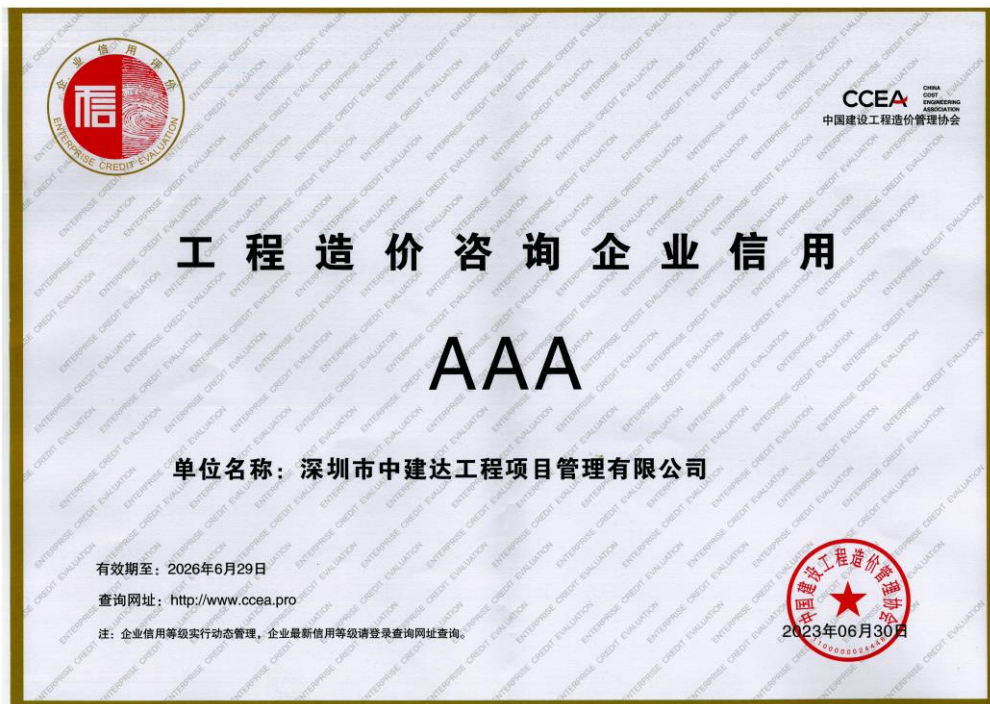 企业信用评价
ENTERPRISE CREDIT EVALUATION
信
CCEA
CHINA
COST
ENGINEERING
ASSOCIATION
中国建设工程造价管理协会
工程造价咨询企业信用
AAA
单位名称：深圳市中建达工程项目管理有限公司
有效期至：2026年6月29日
查询网址：http://www.ccea.pro
注：企业信用等级实行动态管理，企业最新信用等级请登录查询网址查询。
中国建设工程造价管理协会
2023年06月30日